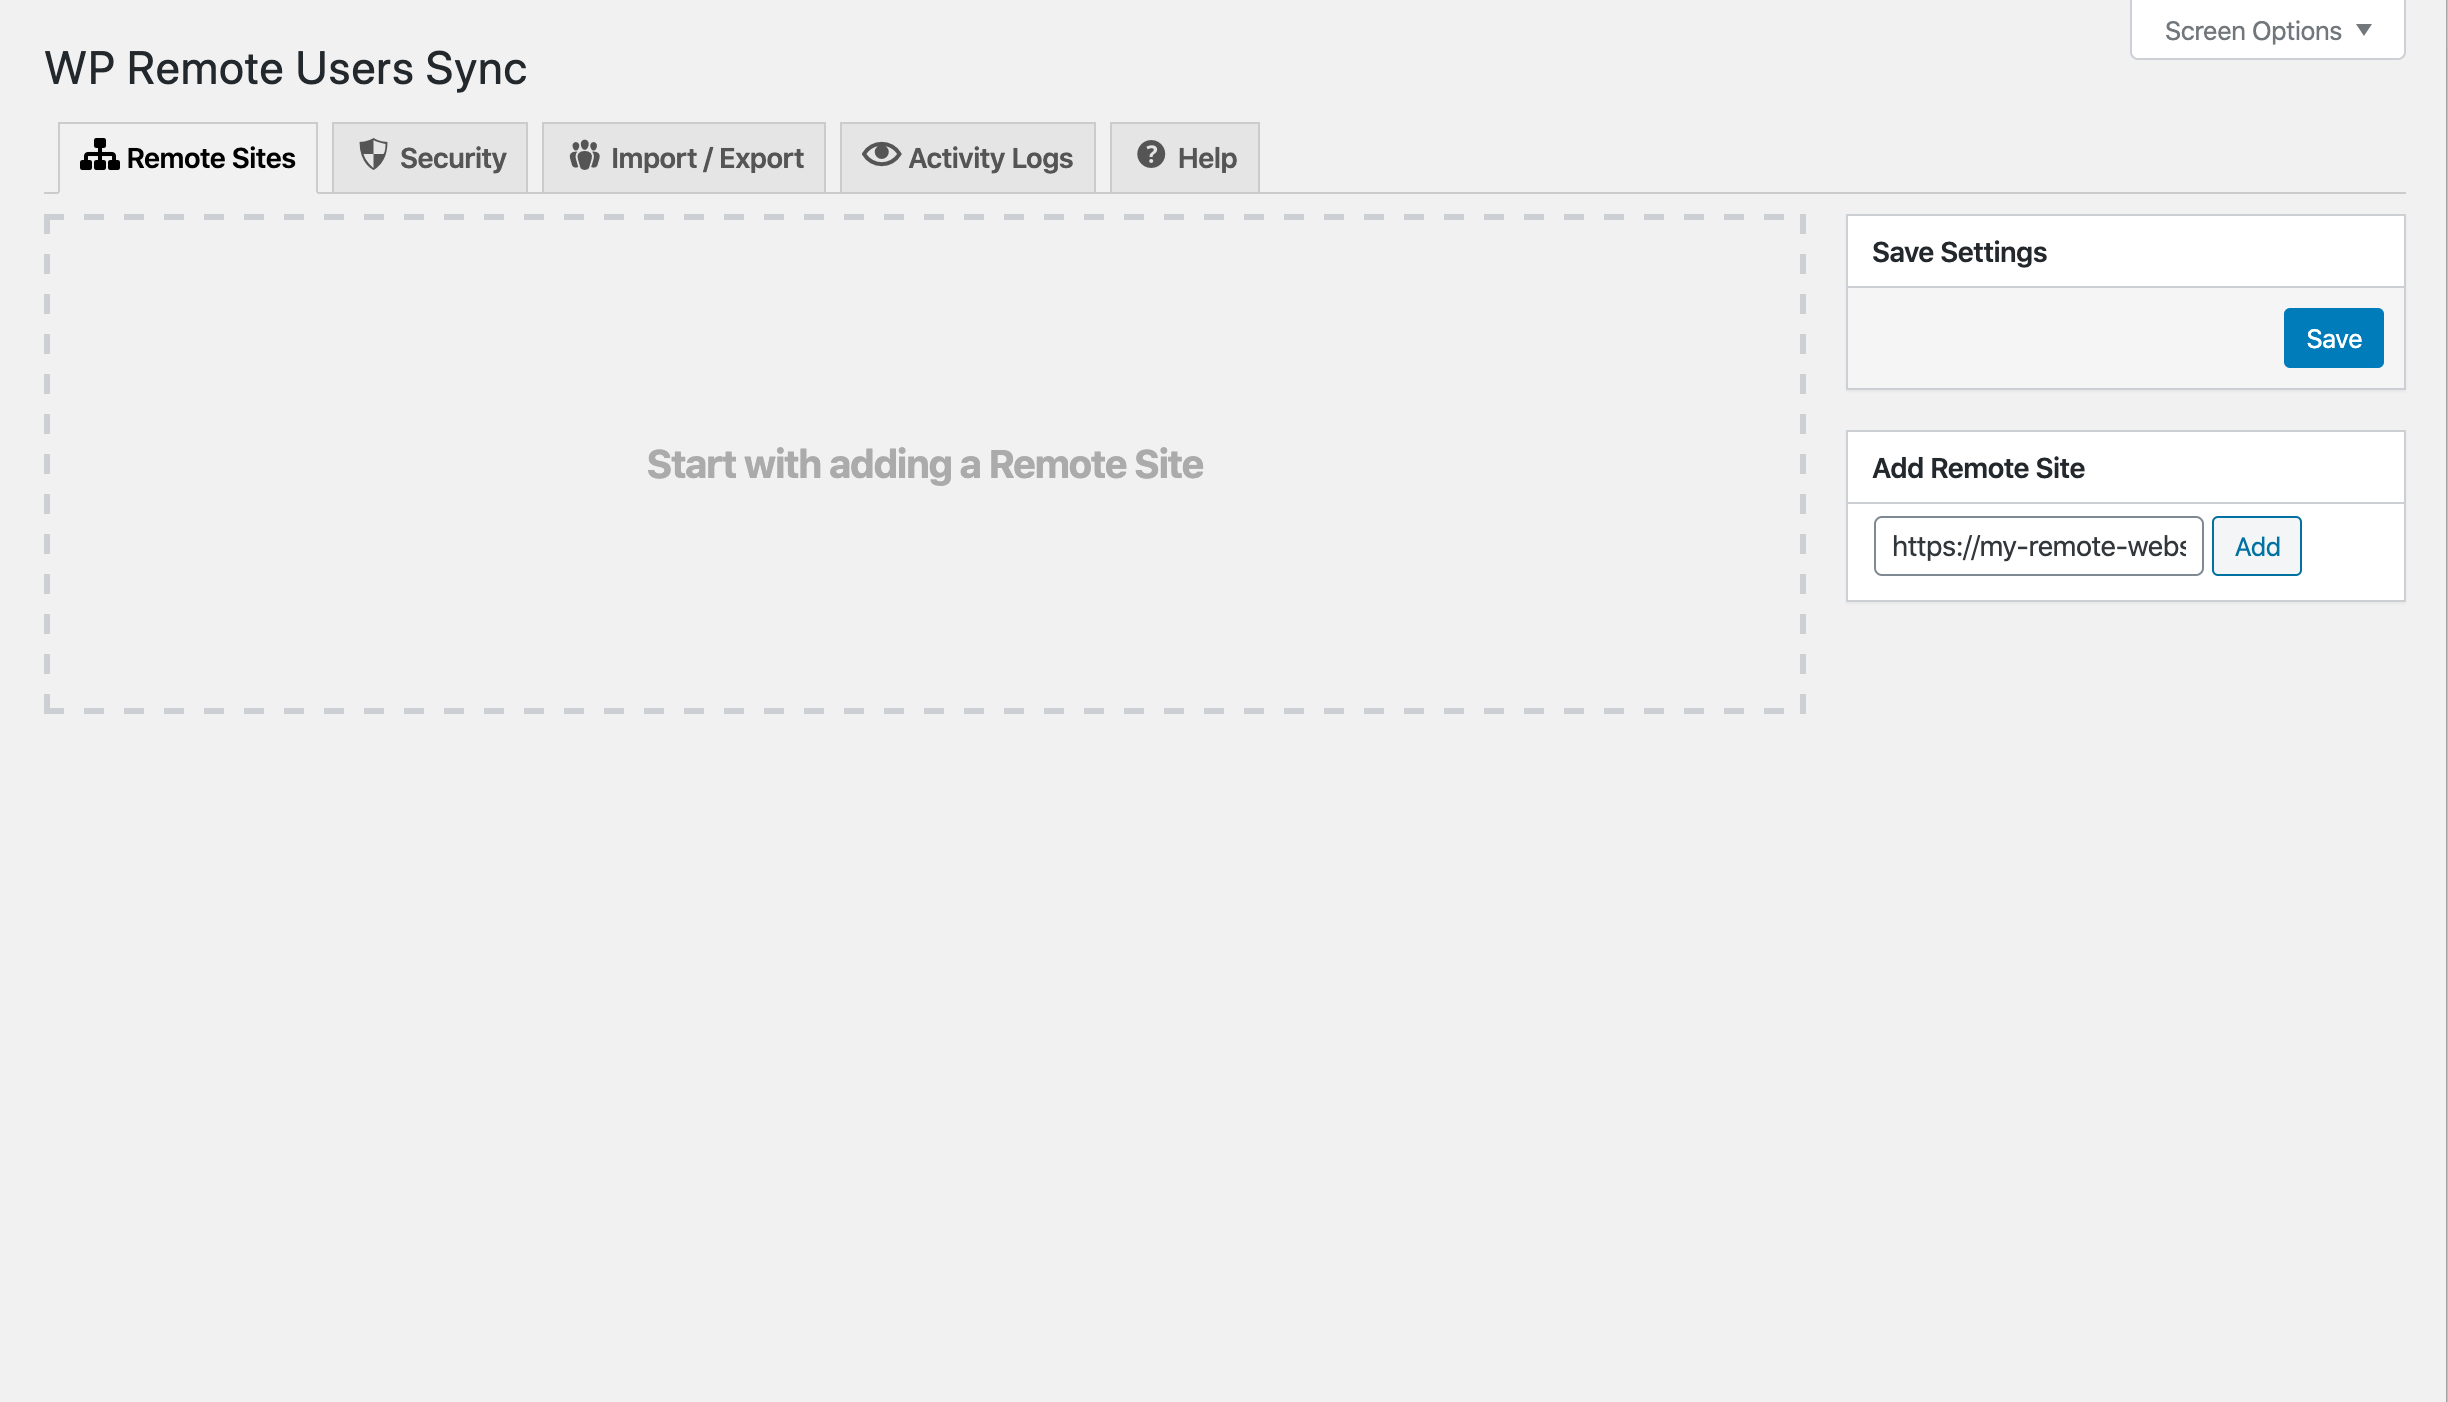 Screen Options ▼
WP Remote Users Sync
Remote Sites
Security
Import / Export
Activity Logs
? Help
Start with adding a Remote Site
Save Settings
Save
Add Remote Site
https://my-remote-webs
Add